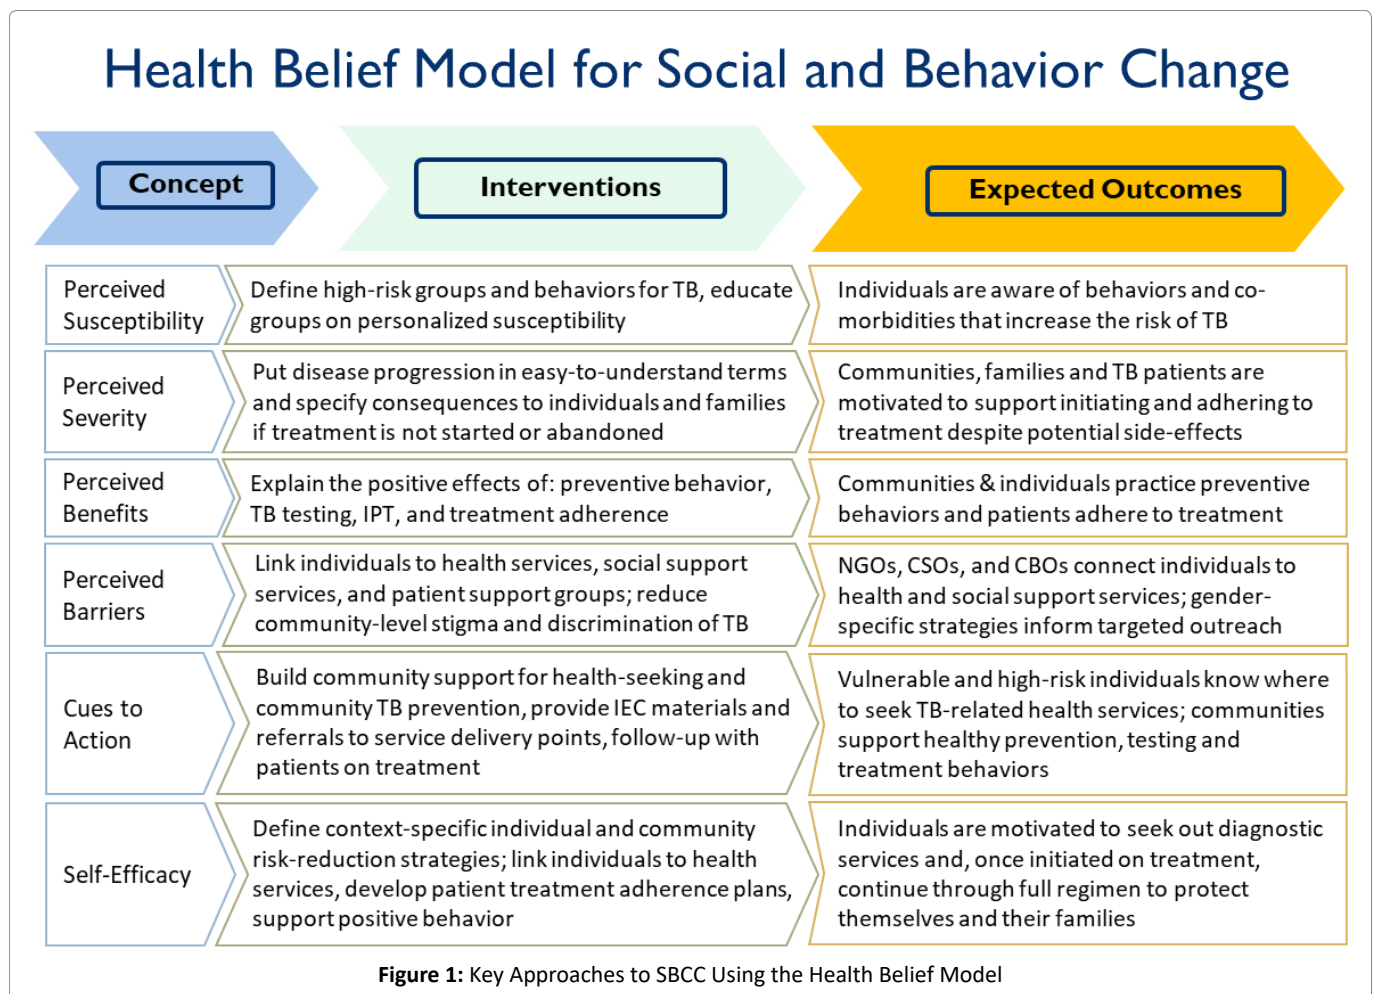 Health Belief Model for Social and Behavior Change
Concept
Interventions
Expected Outcomes
Perceived
Susceptibility
Define high-risk groups and behaviors for TB, educate
groups on personalized susceptibility
Individuals are aware of behaviors and co-
morbidities that increase the risk of TB
Perceived
Severity
Put disease progression in easy-to-understand terms
and specify consequences to individuals and families
if treatment is not started or abandoned
Communities, families and TB patients are
motivated to support initiating and adhering to
treatment despite potential side-effects
Perceived
Benefits
Explain the positive effects of: preventive behavior,
TB testing, IPT, and treatment adherence
Communities & individuals practice preventive
behaviors and patients adhere to treatment
Perceived
Barriers
Link individuals to health services, social support
services, and patient support groups; reduce
community-level stigma and discrimination of TB
NGOs, CSOs, and CBOs connect individuals to
health and social support services; gender-
specific strategies inform targeted outreach
Cues to
Action
Build community support for health-seeking and
community TB prevention, provide IEC materials and
referrals to service delivery points, follow-up with
patients on treatment
Vulnerable and high-risk individuals know where
to seek TB-related health services; communities
support healthy prevention, testing and
treatment behaviors
Self-Efficacy
Define context-specific individual and community
risk-reduction strategies; link individuals to health
services, develop patient treatment adherence plans,
support positive behavior
Individuals are motivated to seek out diagnostic
services and, once initiated on treatment,
continue through full regimen to protect
themselves and their families
Figure 1: Key Approaches to SBCC Using the Health Belief Model